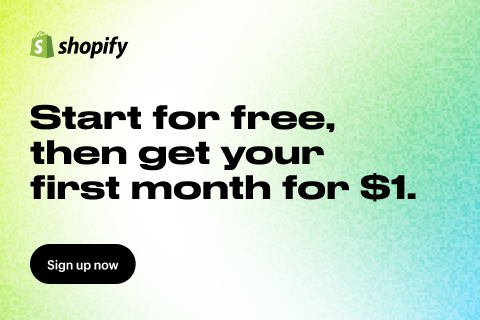 shopify
Start for free,
then get your
first month for $1.
Sign up now